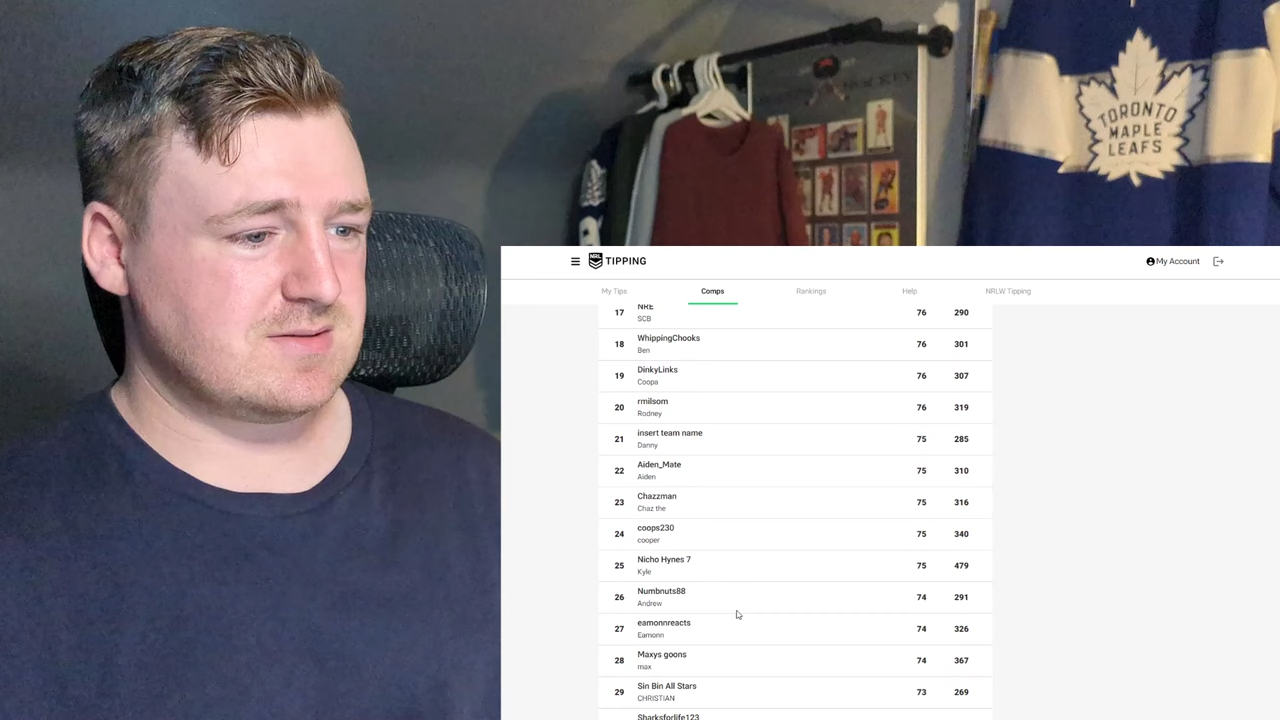 TORONTO
MAPLE
LEAFS
NRL TIPPING
My Account
My Tips Comps Rankings Help NRLW Tipping
17 NRE 76 290
SCB
18 WhippingChooks 76 301
Ben
19 DinkyLinks 76 307
Coopa
20 rmilsom 76 319
Rodney
21 insert team name 75 285
Danny
22 Aiden_Mate 75 310
Aiden
23 Chazzman 75 316
Chaz the
24 coops230 75 340
cooper
25 Nicho Hynes 7 75 479
Kyle
26 Numbnuts88 74 291
Andrew
27 eamonnreacts 74 326
Eamonn
28 Maxys goons 74 367
max
29 Sin Bin All Stars 73 269
CHRISTIAN
Sharksforlife123